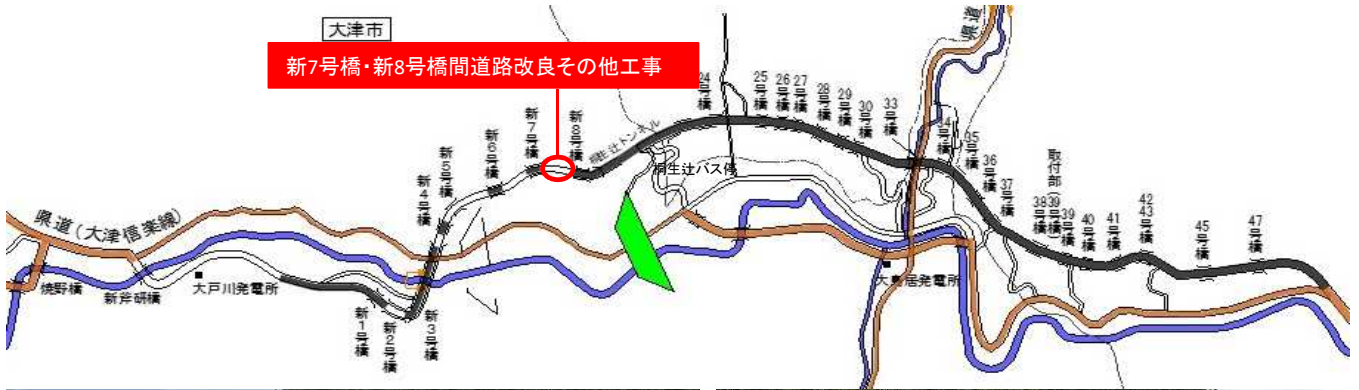 大津市
新7号橋・新8号橋間道路改良その他工事
県道(大津信楽線)
焼野橋
新斧研橋
大戸川発電所
新1号橋
新2号橋
新3号橋
新4号橋
新5号橋
新6号橋
新7号橋
新8号橋
桐生辻トンネル
桐生辻バス停
24号橋
25号橋
26号橋
27号橋
28号橋
29号橋
30号橋
33号橋
34号橋
35号橋
36号橋
37号橋
38号橋
取付部(39号橋)
39号橋
40号橋
41号橋
42
43号橋
45号橋
47号橋
県道
大鳥居発電所